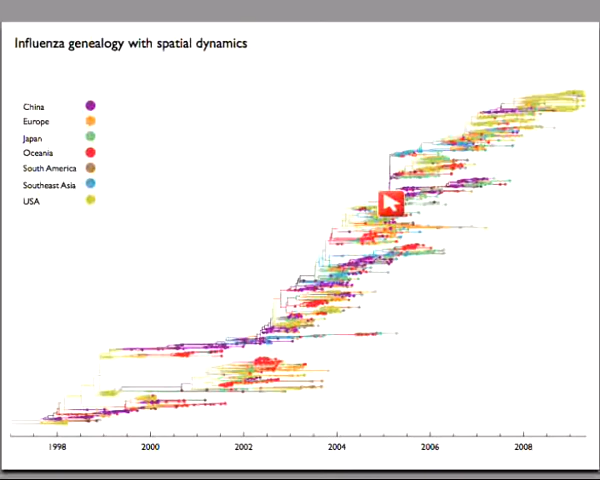 Influenza genealogy with spatial dynamics
China
Europe
Japan
Oceania
South America
Southeast Asia
USA
1998 2000 2002 2004 2006 2008